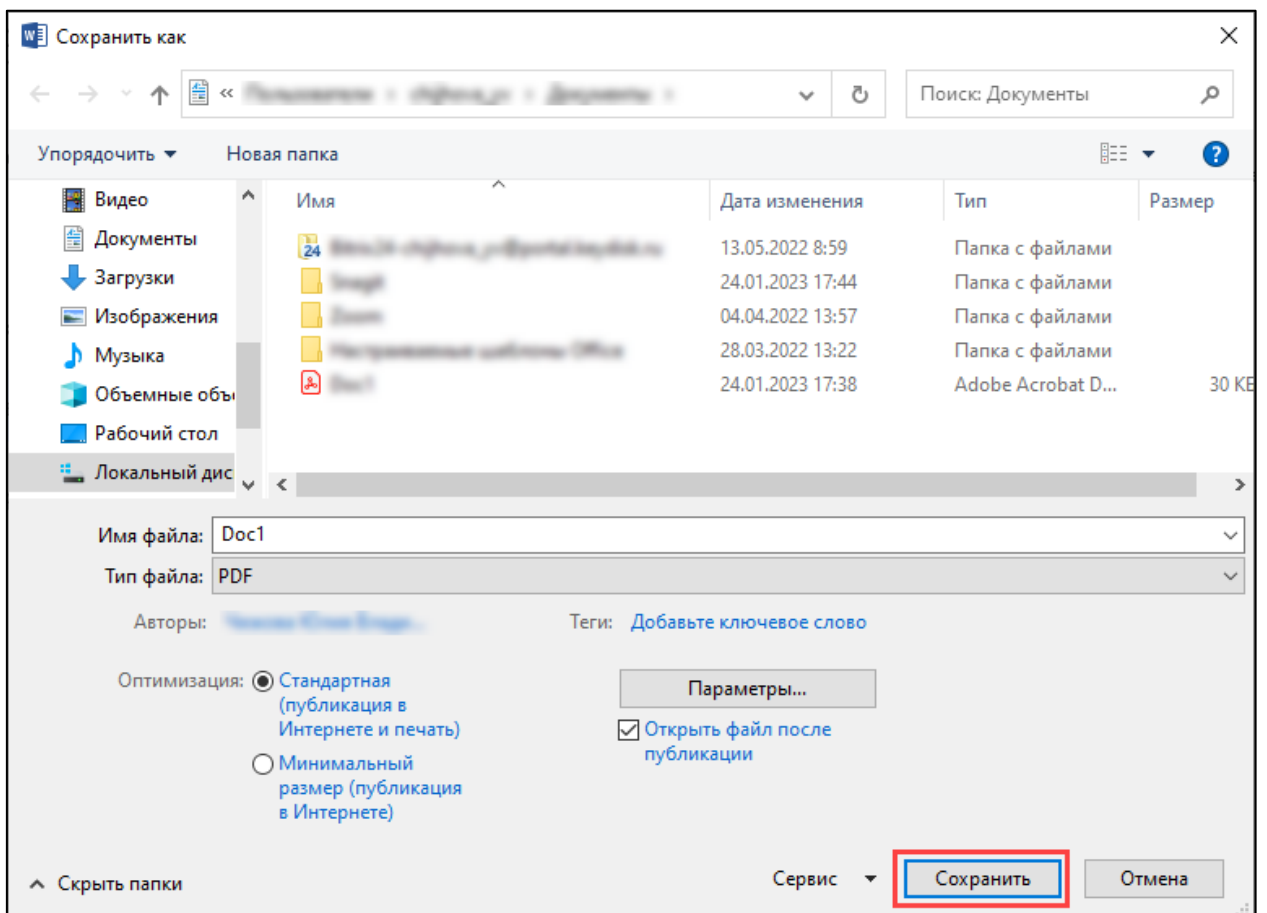 Сохранить как
«
Поиск: Документы
Упорядочить
Новая папка
?
Имя
Дата изменения
Тип
Размер
Видео
Документы
Загрузки
Изображения
Музыка
Объемные объ
Рабочий стол
Локальный дис
24
13.05.2022 8:59
Папка с файлами
24.01.2023 17:44
Папка с файлами
04.04.2022 13:57
Папка с файлами
28.03.2022 13:22
Папка с файлами
24.01.2023 17:38
Adobe Acrobat D...
30 КБ
Имя файла: Doc1
Тип файла: PDF
Авторы:
Теги: Добавьте ключевое слово
Оптимизация:
Стандартная
(публикация в
Интернете и печать)
Минимальный
размер (публикация
в Интернете)
Параметры...
Открыть файл после
публикации
Скрыть папки
Сервис
Сохранить
Отмена